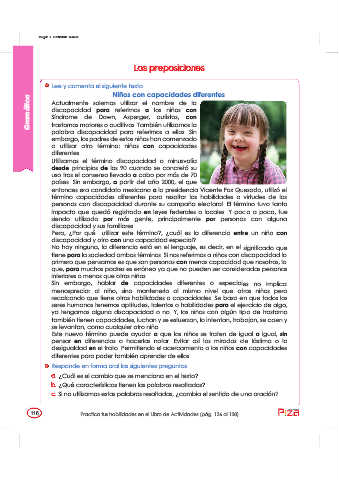 Las preposiciones
Lee y comenta el siguiente texto
Niños con capacidades diferentes
Actualmente solemos utilizar el nombre de la
discapacidad para referirnos a los niños con
Síndrome de Down, Asperger, autistas, con
trastornos motores o auditivos. También utilizamos la
palabra discapacidad para referirnos a ellos. Sin
embargo, los padres de estos niños han comenzado
a utilizar otro término: niños con capacidades
diferentes
Utilizamos el término discapacidad o minusvalía
desde principios de los 90 cuando se concretó su
uso tras el consenso llevado a cabo por más de 70
países. Sin embargo, a partir del año 2000, el que
entonces era candidato mexicano a la presidencia Vicente Fox Quesada, utilizó el
término capacidades diferentes para resaltar las habilidades o virtudes de las
personas con discapacidad durante su campaña electoral. El término tuvo tanto
impacto que quedó registrado en leyes federales o locales. Y poco a poco, fue
siendo utilizado por más gente, principalmente por personas con alguna
discapacidad y sus familiares
Pero, ¿Por qué utilizar este término?, ¿cuál es la diferencia entre un niño con
discapacidad y otro con una capacidad especial?
No hay ninguna, la diferencia está en el lenguaje, es decir, en el significado que
tiene para la sociedad ambos términos. Si nos referimos a niños con discapacidad lo
primero que pensamos es que son personas con menos capacidad que nosotros, lo
que, para muchos padres es erróneo ya que no pueden ser consideradas personas
inferiores o menos que otros niños.
Sin embargo, hablar de capacidades diferentes o especiales no implica
menospreciar al niño, sino mantenerlo al mismo nivel que otros niños pero
recalcando que tiene otras habilidades o capacidades. Se basa en que todos los
seres humanos tenemos aptitudes, talentos o habilidades para el ejercicio de algo,
ya tengamos alguna discapacidad o no. Y, los niños con algún tipo de trastorno
también tienen capacidades, luchan y se esfuerzan, lo intentan, trabajan, se caen y
se levantan, como cualquier otro niño
Este nuevo término puede ayudar a que los niños se traten de igual a igual, sin
pensar en diferencias o hacerlas notar. Evitar así las miradas de lástima o la
desigualdad en el trato. Permitiendo el acercamiento a los niños con capacidades
diferentes para poder también aprender de ellos
Responde en forma oral las siguientes preguntas
a. ¿Cuál es el cambio que se menciona en el texto?
b. ¿Qué características tienen las palabras resaltadas?
c. Si no utilizamos estas palabras resaltadas, ¿cambia el sentido de una oración?
Gramática
116
Practica tus habilidades en el Libro de Actividades (pág. 136 al 138)